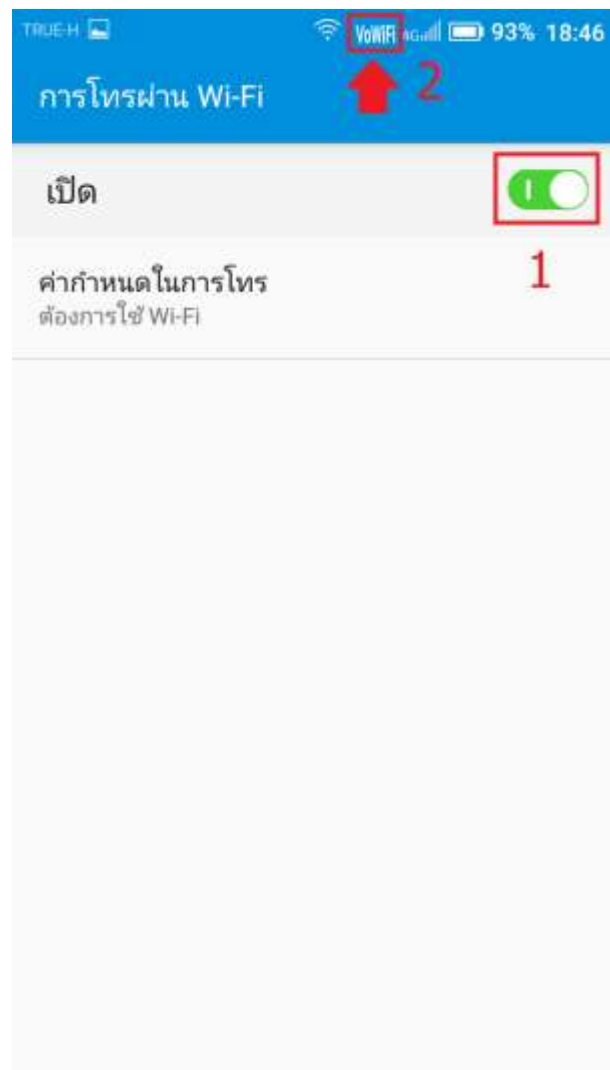 TRUE-H VoWiFi 4G 93% 18:46
การโทรผ่าน Wi-Fi 2
เปิด
1
ค่ากำหนดในการโทร
ต้องการใช้ Wi-Fi